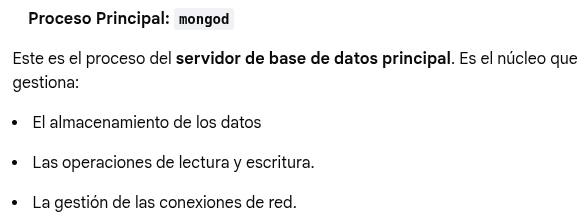 Proceso Principal: mongod
Este es el proceso del servidor de base de datos principal. Es el núcleo que
gestiona:
• El almacenamiento de los datos
• Las operaciones de lectura y escritura.
• La gestión de las conexiones de red.